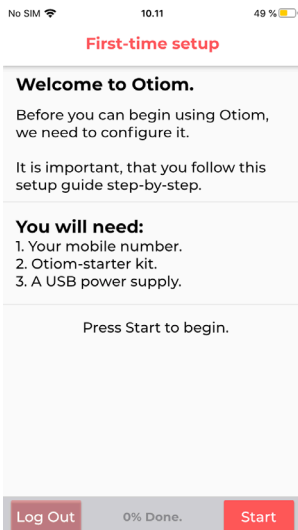 No SIM 10.11 49 %
First-time setup
Welcome to Otiom.
Before you can begin using Otiom,
we need to configure it.
It is important, that you follow this
setup guide step-by-step.
You will need:
1. Your mobile number.
2. Otiom-starter kit.
3. A USB power supply.
Press Start to begin.
Log Out 0% Done. Start